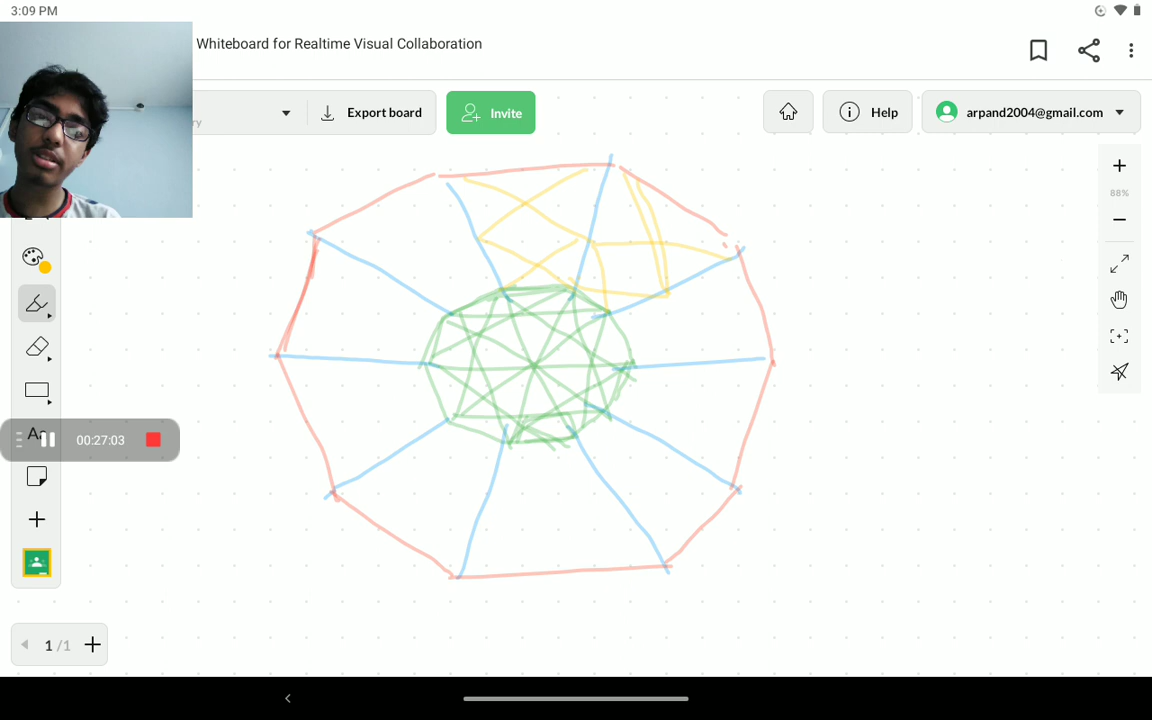 3:09 PM
Whiteboard for Realtime Visual Collaboration
ry
Export board
Invite
Help
arpand2004@gmail.com
88%
00:27:03
1 /1